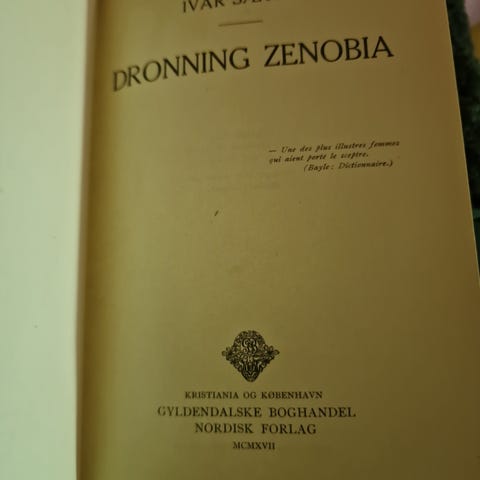 IVAR
DRONNING ZENOBIA
— Une des plus illustres femmes
qui aient porté le sceptre.
(Bayle: Dictionnaire.)
KRISTIANIA OG KØBENHAVN
GYLDENDALSKE BOGHANDEL
NORDISK FORLAG
MCMXVII